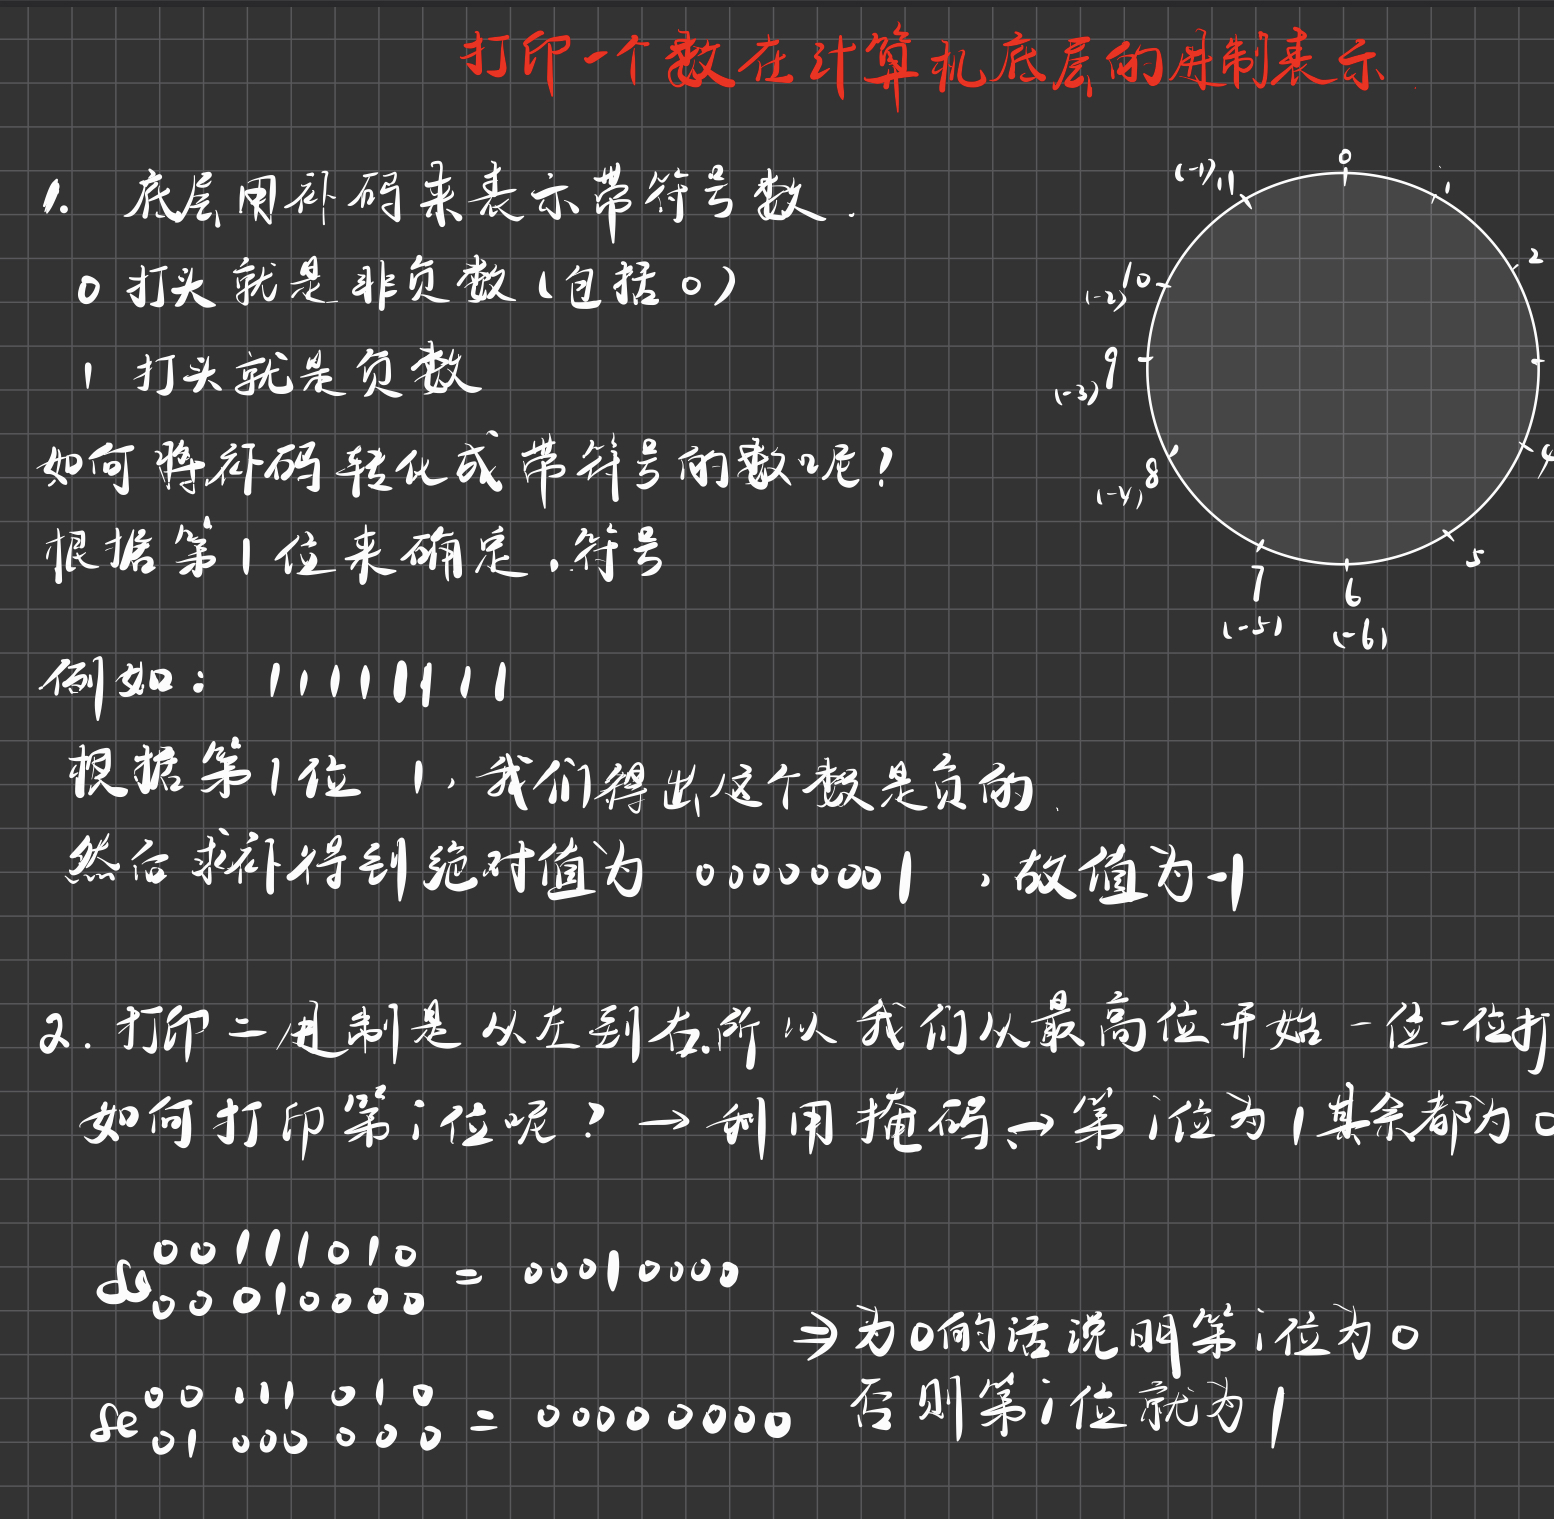 打印一个数在计算机底层的进制表示
1. 底层用补码来表示带符号数.
0 打头就是非负数(包括0)
1 打头就是负数
如何将补码转化成带符号的数呢?
根据第1位来确定,符号
0
1
2
4
5
6
(-6)
7
(-5)
8
(-4)
9
(-3)
10
(-2)
11
(-1)
例如: 11111111
根据第1位 1, 我们得出这个数是负的.
然后求补得到绝对值为 00000001 , 故值为-1
2. 打印二进制是从左到右.所以我们从最高位开始一位一位打
如何打印第i位呢? → 利用掩码 → 第i位为1其余都为0
00111010
& 00010000 = 00010000
00111010
& 01000000 = 00000000
⇒ 为0的话说明第i位为0
否则第i位就为1